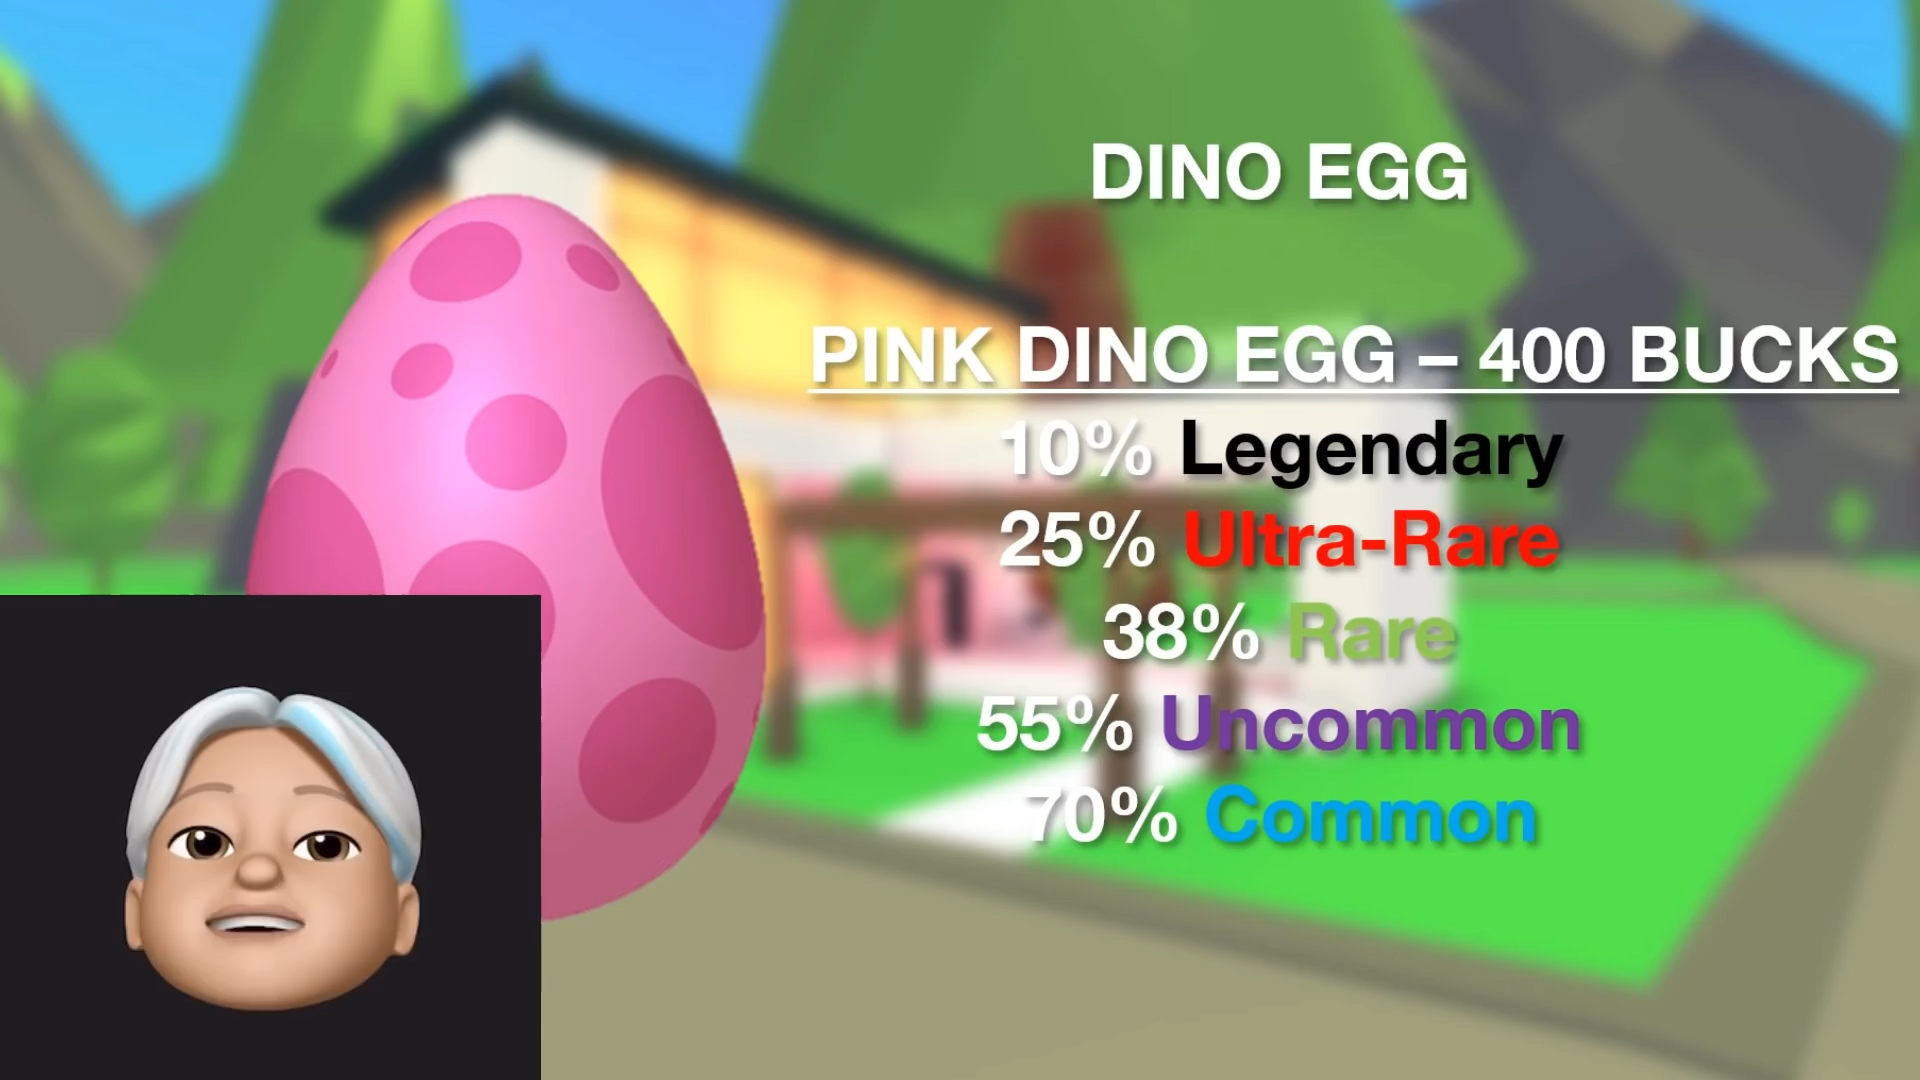 DINO EGG
PINK DINO EGG – 400 BUCKS
10% Legendary
25% Ultra-Rare
38% Rare
55% Uncommon
70% Common